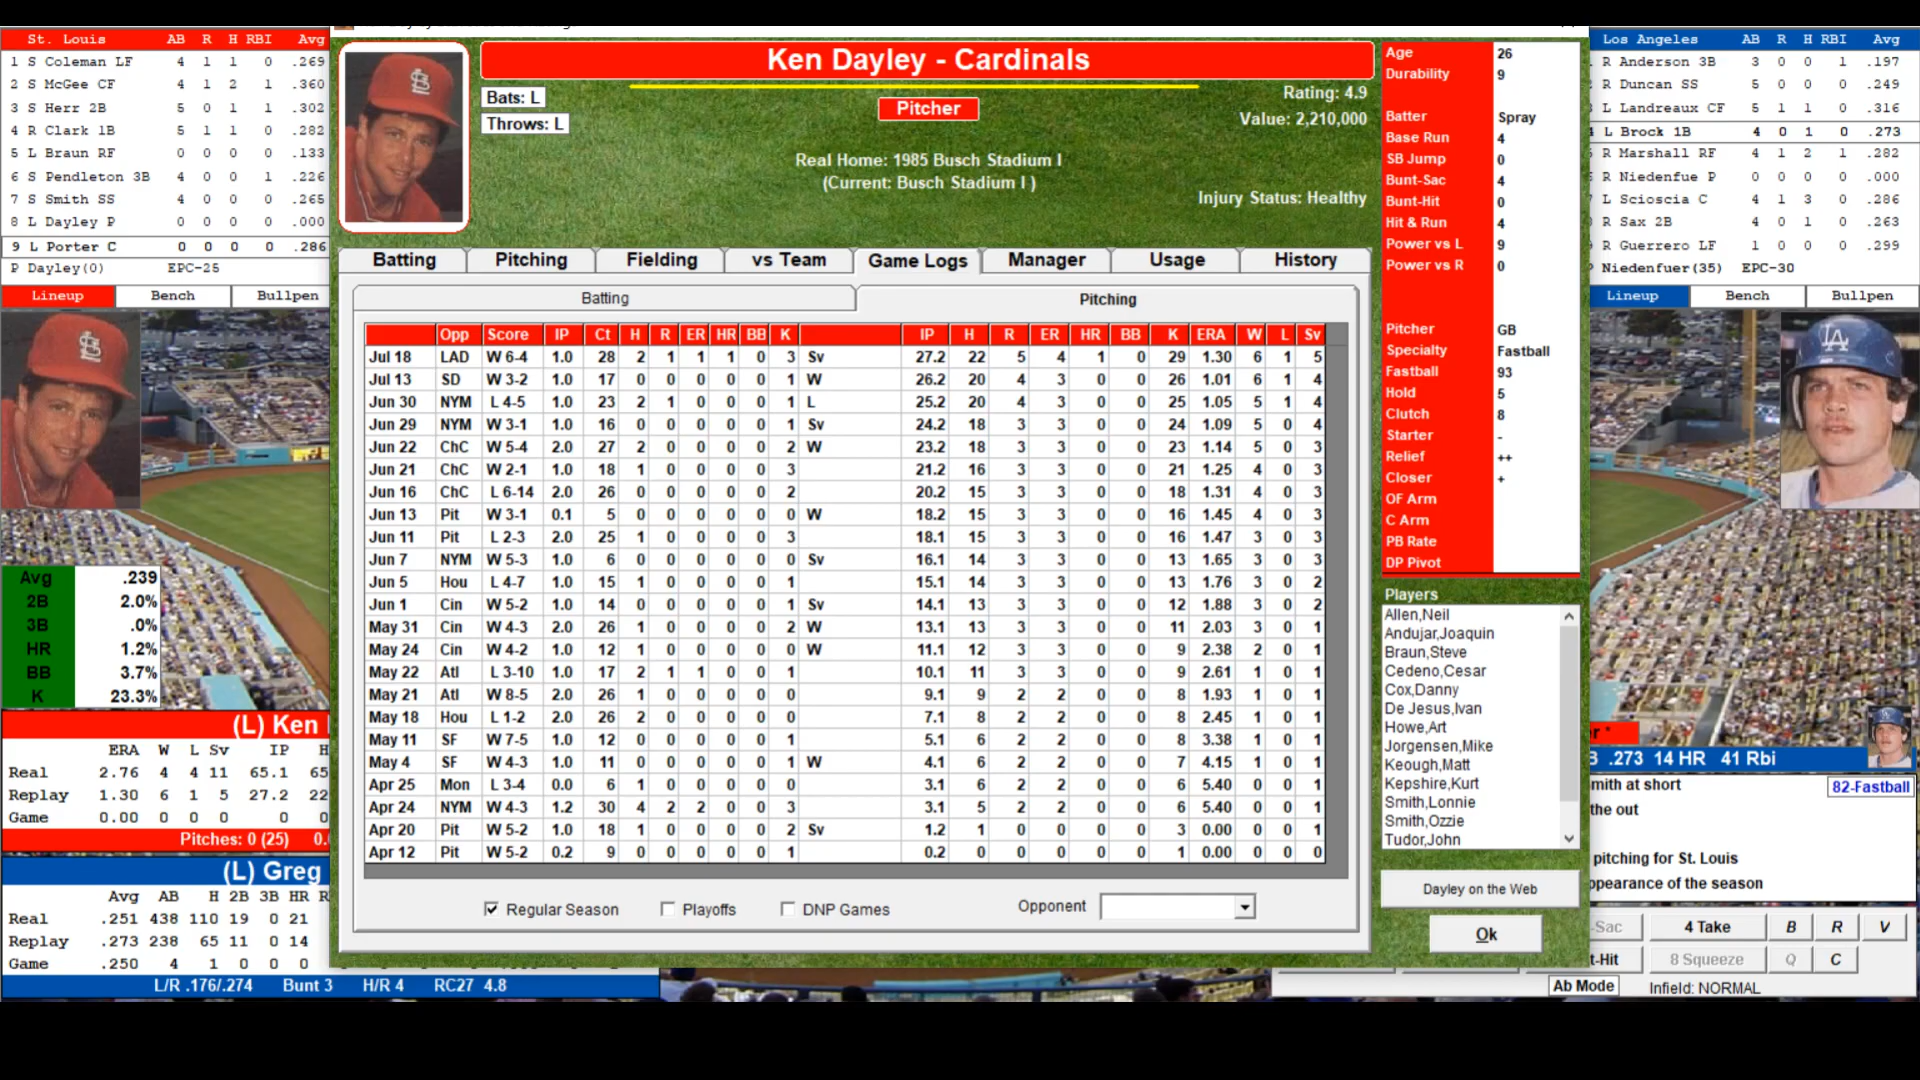 St. Louis AB R H RBI Avg
1 S Coleman LF 4 1 1 0 .269
2 S McGee CF 4 1 2 1 .360
3 S Herr 2B 5 0 1 1 .302
4 R Clark 1B 5 1 1 0 .282
5 L Braun RF 0 0 0 0 .133
6 S Pendleton 3B 4 0 0 1 .226
7 S Smith SS 4 0 0 0 .265
8 L Dayley P 0 0 0 0 .000
9 L Porter C 0 0 0 0 .286
P Dayley(0) EPC-25
Lineup Bench Bullpen
Avg .239
2B 2.0%
3B .0%
HR 1.2%
BB 3.7%
K 23.3%
(L) Ken
ERA W L Sv IP H
Real 2.76 4 4 11 65.1 65
Replay 1.30 6 1 5 27.2 22
Game 0.00 0 0 0 0 0
Pitches: 0 (25) 0.
(L) Greg
Avg AB H 2B 3B HR R
Real .251 438 110 19 0 21
Replay .273 238 65 11 0 14
Game .250 4 1 0 0 0
L/R .176/.274 Bunt 3 H/R 4 RC27 4.8
Ken Dayley - Cardinals
Bats: L
Throws: L
Pitcher
Rating: 4.9
Value: 2,210,000
Real Home: 1985 Busch Stadium I
(Current: Busch Stadium I )
Injury Status: Healthy
Batting Pitching Fielding vs Team Game Logs Manager Usage History
Batting Pitching
Opp Score IP Ct H R ER HR BB K IP H R ER HR BB K ERA W L Sv
Jul 18 LAD W 6-4 1.0 28 2 1 1 1 0 3 Sv 27.2 22 5 4 1 0 29 1.30 6 1 5
Jul 13 SD W 3-2 1.0 17 0 0 0 0 0 1 W 26.2 20 4 3 0 0 26 1.01 6 1 4
Jun 30 NYM L 4-5 1.0 23 2 1 0 0 0 1 L 25.2 20 4 3 0 0 25 1.05 5 1 4
Jun 29 NYM W 3-1 1.0 16 0 0 0 0 0 1 Sv 24.2 18 3 3 0 0 24 1.09 5 0 4
Jun 22 ChC W 5-4 2.0 27 2 0 0 0 0 2 W 23.2 18 3 3 0 0 23 1.14 5 0 3
Jun 21 ChC W 2-1 1.0 18 1 0 0 0 0 3 21.2 16 3 3 0 0 21 1.25 4 0 3
Jun 16 ChC L 6-14 2.0 26 0 0 0 0 0 2 20.2 15 3 3 0 0 18 1.31 4 0 3
Jun 13 Pit W 3-1 0.1 5 0 0 0 0 0 0 W 18.2 15 3 3 0 0 16 1.45 4 0 3
Jun 11 Pit L 2-3 2.0 25 1 0 0 0 0 3 18.1 15 3 3 0 0 16 1.47 3 0 3
Jun 7 NYM W 5-3 1.0 6 0 0 0 0 0 0 Sv 16.1 14 3 3 0 0 13 1.65 3 0 3
Jun 5 Hou L 4-7 1.0 15 1 0 0 0 0 1 15.1 14 3 3 0 0 13 1.76 3 0 2
Jun 1 Cin W 5-2 1.0 14 0 0 0 0 0 1 Sv 14.1 13 3 3 0 0 12 1.88 3 0 2
May 31 Cin W 4-3 2.0 26 1 0 0 0 0 2 W 13.1 13 3 3 0 0 11 2.03 3 0 1
May 24 Cin W 4-2 1.0 12 1 0 0 0 0 0 W 11.1 12 3 3 0 0 9 2.38 2 0 1
May 22 Atl L 3-10 1.0 17 2 1 1 0 0 1 10.1 11 3 3 0 0 9 2.61 1 0 1
May 21 Atl W 8-5 2.0 26 1 0 0 0 0 0 9.1 9 2 2 0 0 8 1.93 1 0 1
May 18 Hou L 1-2 2.0 26 2 0 0 0 0 0 7.1 8 2 2 0 0 8 2.45 1 0 1
May 11 SF W 7-5 1.0 12 0 0 0 0 0 1 5.1 6 2 2 0 0 8 3.38 1 0 1
May 4 SF W 4-3 1.0 11 0 0 0 0 0 1 W 4.1 6 2 2 0 0 7 4.15 1 0 1
Apr 25 Mon L 3-4 0.0 6 1 0 0 0 0 0 3.1 6 2 2 0 0 6 5.40 0 0 1
Apr 24 NYM W 4-3 1.2 30 4 2 2 0 0 3 3.1 5 2 2 0 0 6 5.40 0 0 1
Apr 20 Pit W 5-2 1.0 18 1 0 0 0 0 2 Sv 1.2 1 0 0 0 0 3 0.00 0 0 1
Apr 12 Pit W 5-2 0.2 9 0 0 0 0 0 1 0.2 0 0 0 0 0 1 0.00 0 0 0
Regular Season Playoffs DNP Games Opponent
Age 26
Durability 9
Batter Spray
Base Run 4
SB Jump 0
Bunt-Sac 4
Bunt-Hit 0
Hit & Run 4
Power vs L 9
Power vs R 0
Pitcher GB
Specialty Fastball
Fastball 93
Hold 5
Clutch 8
Starter -
Relief ++
Closer +
OF Arm
C Arm
PB Rate
DP Pivot
Players
Allen,Neil
Andujar,Joaquin
Braun,Steve
Cedeno,Cesar
Cox,Danny
De Jesus,Ivan
Howe,Art
Jorgensen,Mike
Keough,Matt
Kepshire,Kurt
Smith,Lonnie
Smith,Ozzie
Tudor,John
Dayley on the Web
Ok
Los Angeles AB R H RBI Avg
R Anderson 3B 3 0 0 1 .197
R Duncan SS 5 0 0 0 .249
L Landreaux CF 5 1 1 0 .316
L Brock 1B 4 0 1 0 .273
R Marshall RF 4 1 2 1 .282
R Niedenfue P 0 0 0 0 .000
L Scioscia C 4 1 3 0 .286
R Sax 2B 4 0 1 0 .263
R Guerrero LF 1 0 0 0 .299
P Niedenfuer(35) EPC-30
Lineup Bench Bullpen
.273 14 HR 41 Rbi
mith at short
82-Fastball
the out
pitching for St. Louis
ppearance of the season
-Sac 4 Take B R V
t-Hit 8 Squeeze Q C
Ab Mode Infield: NORMAL